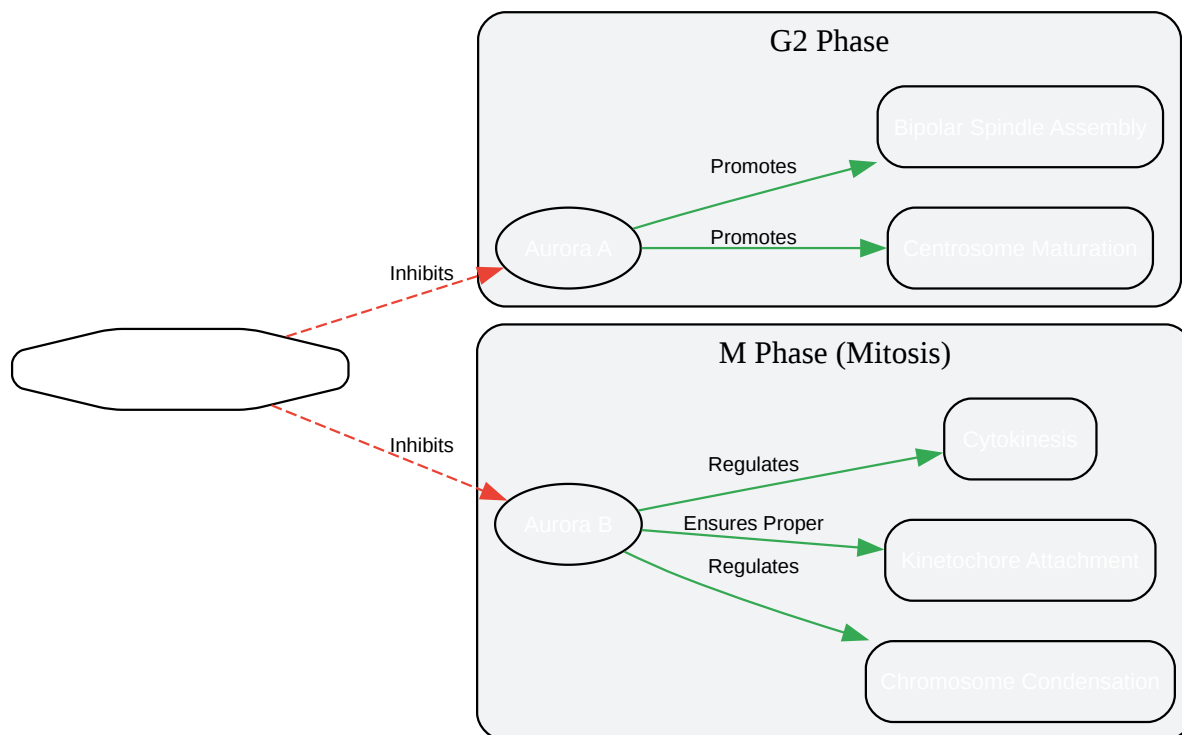 G2 Phase
Bipolar Spindle Assembly
Promotes
Aurora A
Promotes
Centrosome Maturation
Inhibits
M Phase (Mitosis)
Cytokinesis
Inhibits
Regulates
Aurora B
Ensures Proper
Kinetochore Attachment
Regulates
Chromosome Condensation